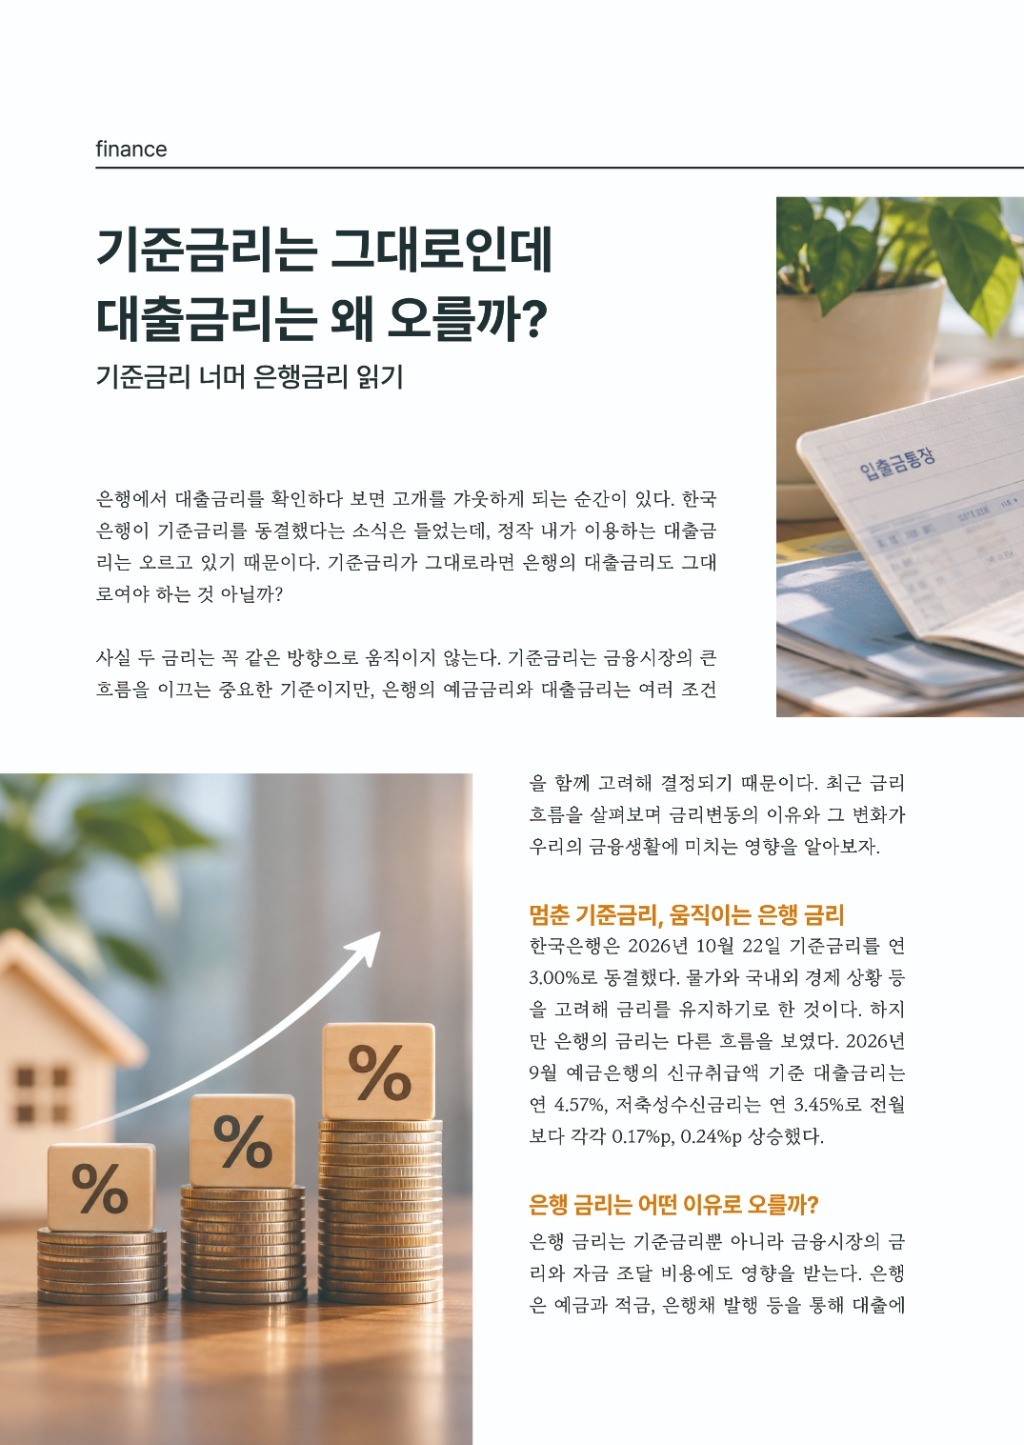 finance
기준금리는 그대로인데
대출금리는 왜 오를까?
기준금리 너머 은행금리 읽기
은행에서 대출금리를 확인하다 보면 고개를 갸웃하게 되는 순간이 있다. 한국
은행이 기준금리를 동결했다는 소식은 들었는데, 정작 내가 이용하는 대출금
리는 오르고 있기 때문이다. 기준금리가 그대로라면 은행의 대출금리도 그대
로여야 하는 것 아닐까?
사실 두 금리는 꼭 같은 방향으로 움직이지 않는다. 기준금리는 금융시장의 큰
흐름을 이끄는 중요한 기준이지만, 은행의 예금금리와 대출금리는 여러 조건
입출금통장
을 함께 고려해 결정되기 때문이다. 최근 금리
흐름을 살펴보며 금리변동의 이유와 그 변화가
우리의 금융생활에 미치는 영향을 알아보자.
멈춘 기준금리, 움직이는 은행 금리
한국은행은 2026년 10월 22일 기준금리를 연
3.00%로 동결했다. 물가와 국내외 경제 상황 등
을 고려해 금리를 유지하기로 한 것이다. 하지
만 은행의 금리는 다른 흐름을 보였다. 2026년
9월 예금은행의 신규취급액 기준 대출금리는
연 4.57%, 저축성수신금리는 연 3.45%로 전월
보다 각각 0.17%p, 0.24%p 상승했다.
은행 금리는 어떤 이유로 오를까?
은행 금리는 기준금리뿐 아니라 금융시장의 금
리와 자금 조달 비용에도 영향을 받는다. 은행
은 예금과 적금, 은행채 발행 등을 통해 대출에
%
%
%